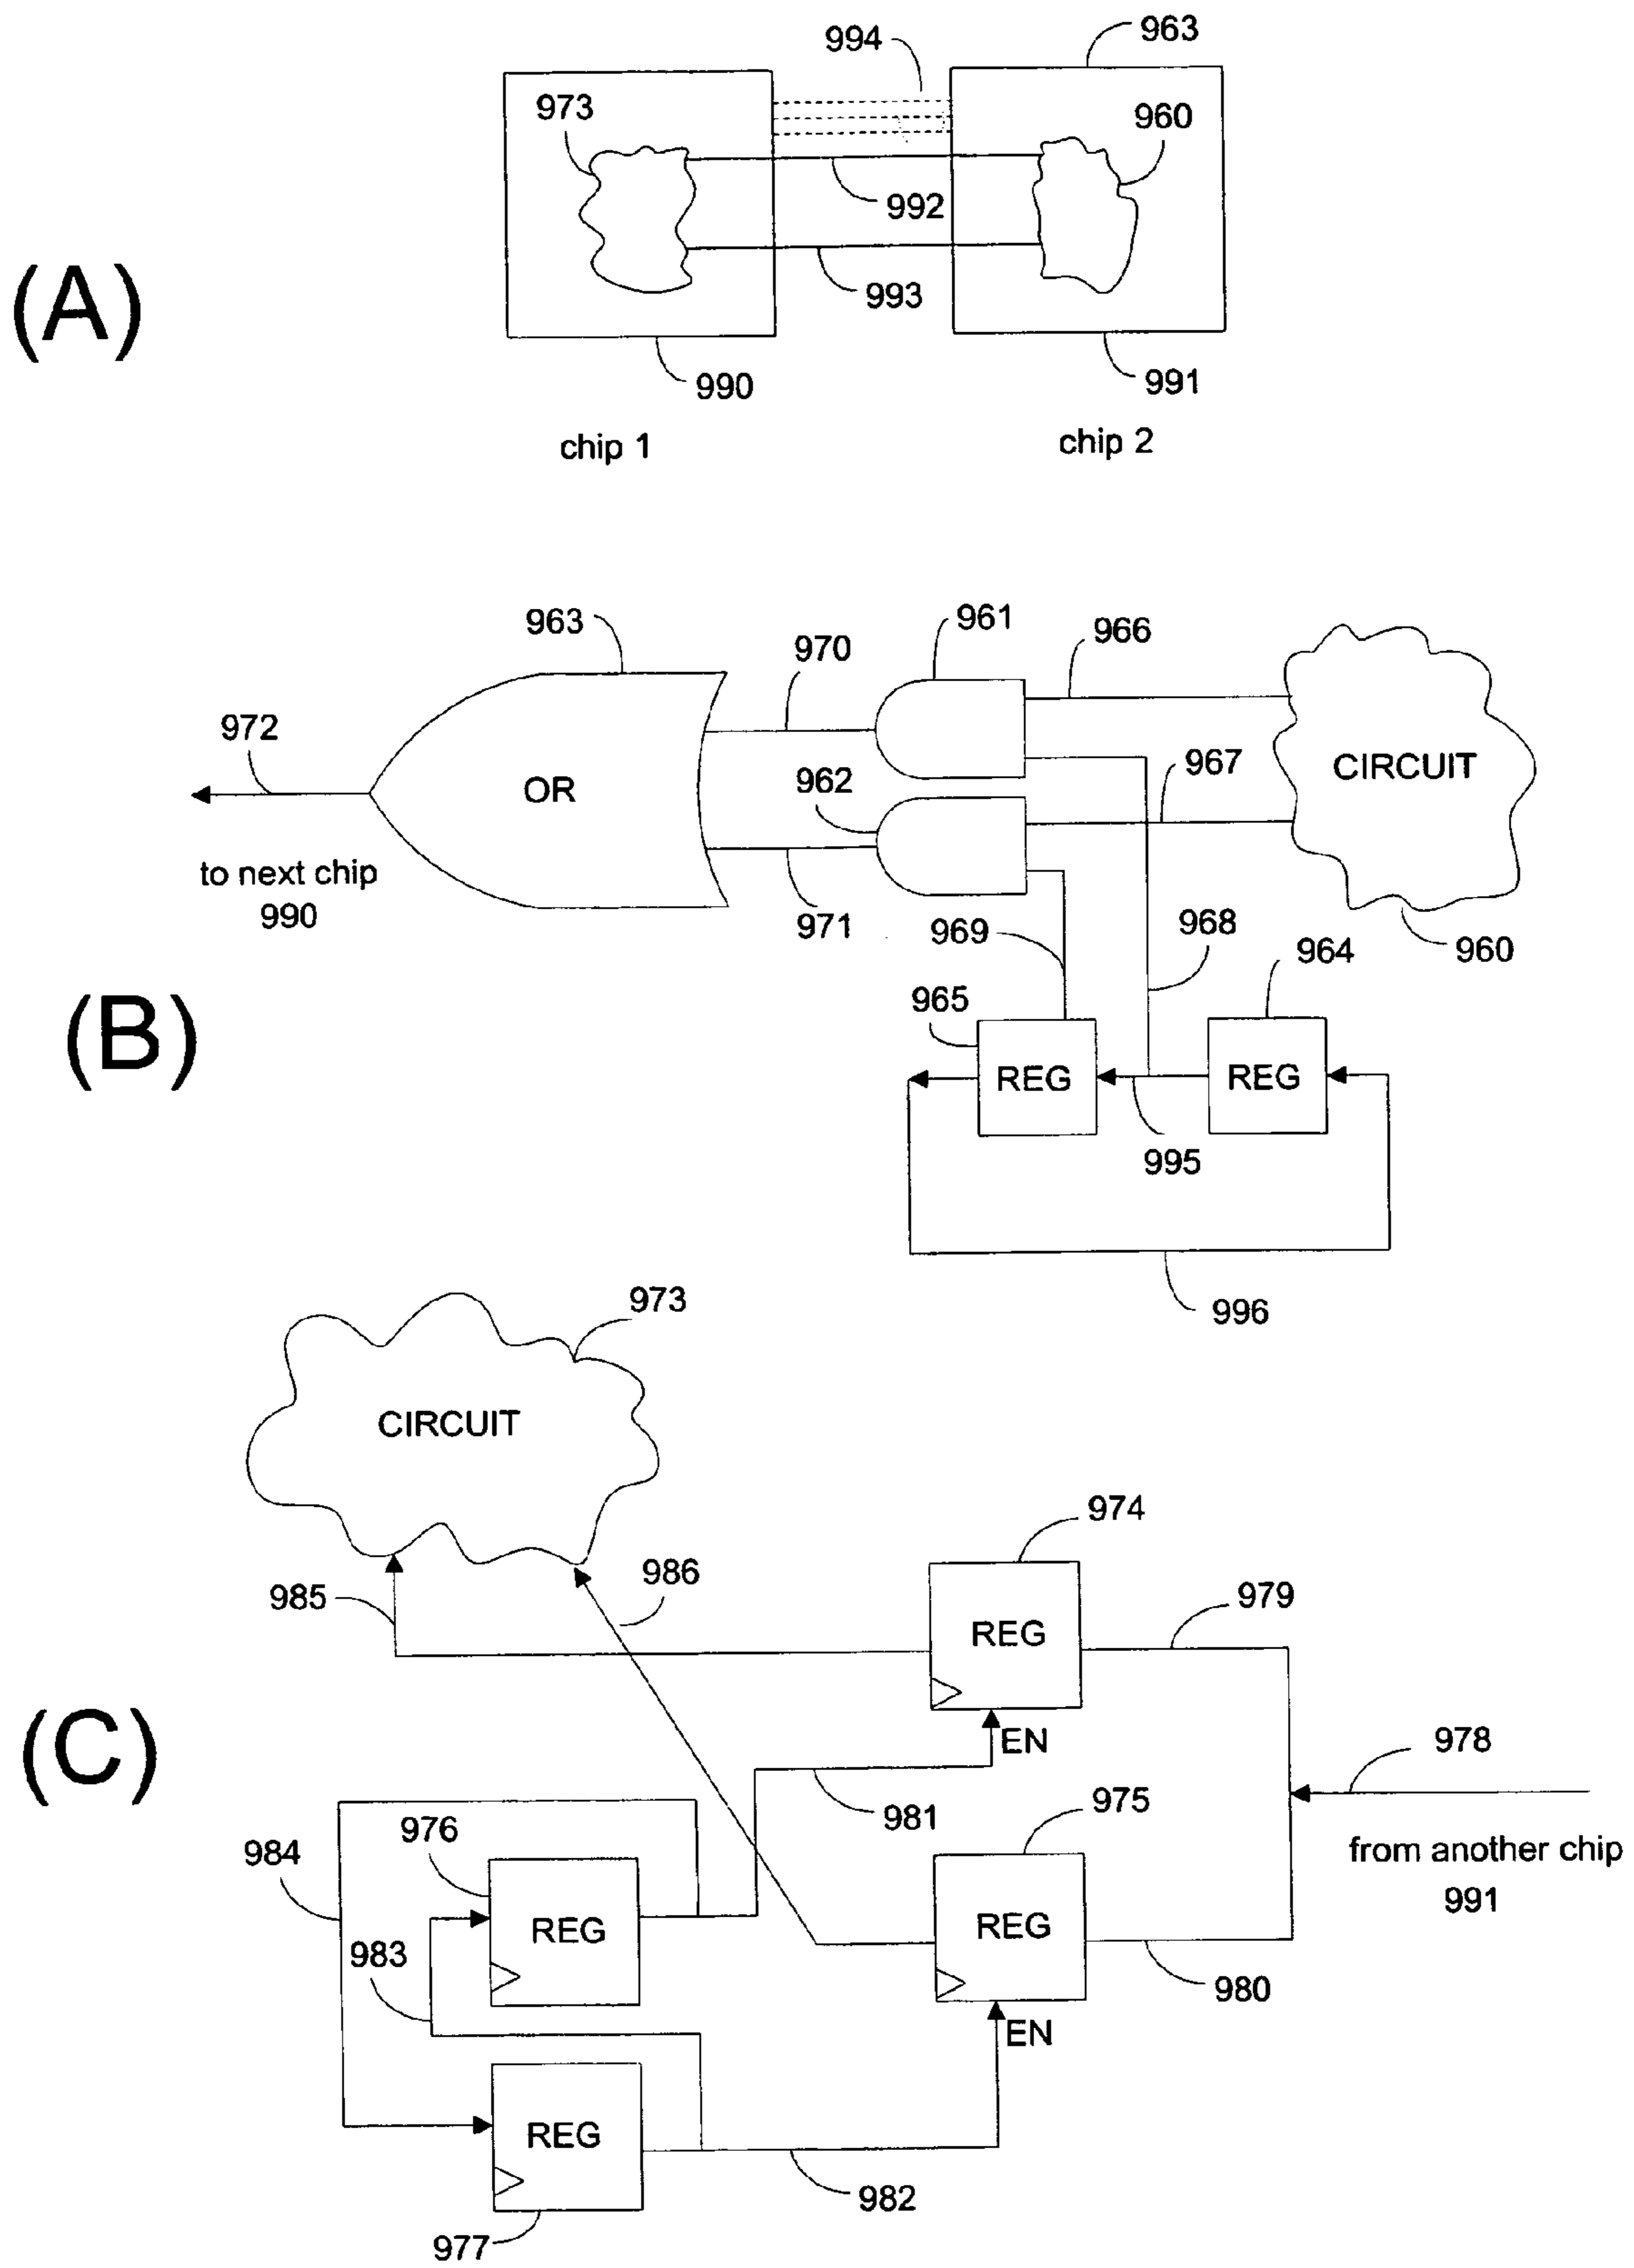 994
963
973
960
992
993
(A)
990
991
chip 1
chip 2
963
970
961
966
972
OR
962
967
CIRCUIT
to next chip
990
971
969
968
964
960
965
(B)
REG
REG
995
996
973
CIRCUIT
974
985
986
979
REG
EN
978
(C)
981
975
976
984
from another chip
991
REG
REG
983
980
EN
REG
982
977